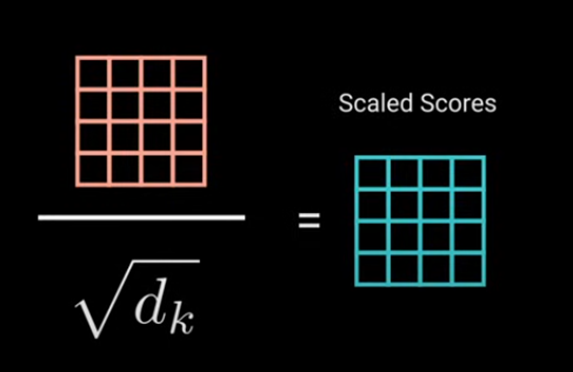 Scaled Scores
=
√d_k